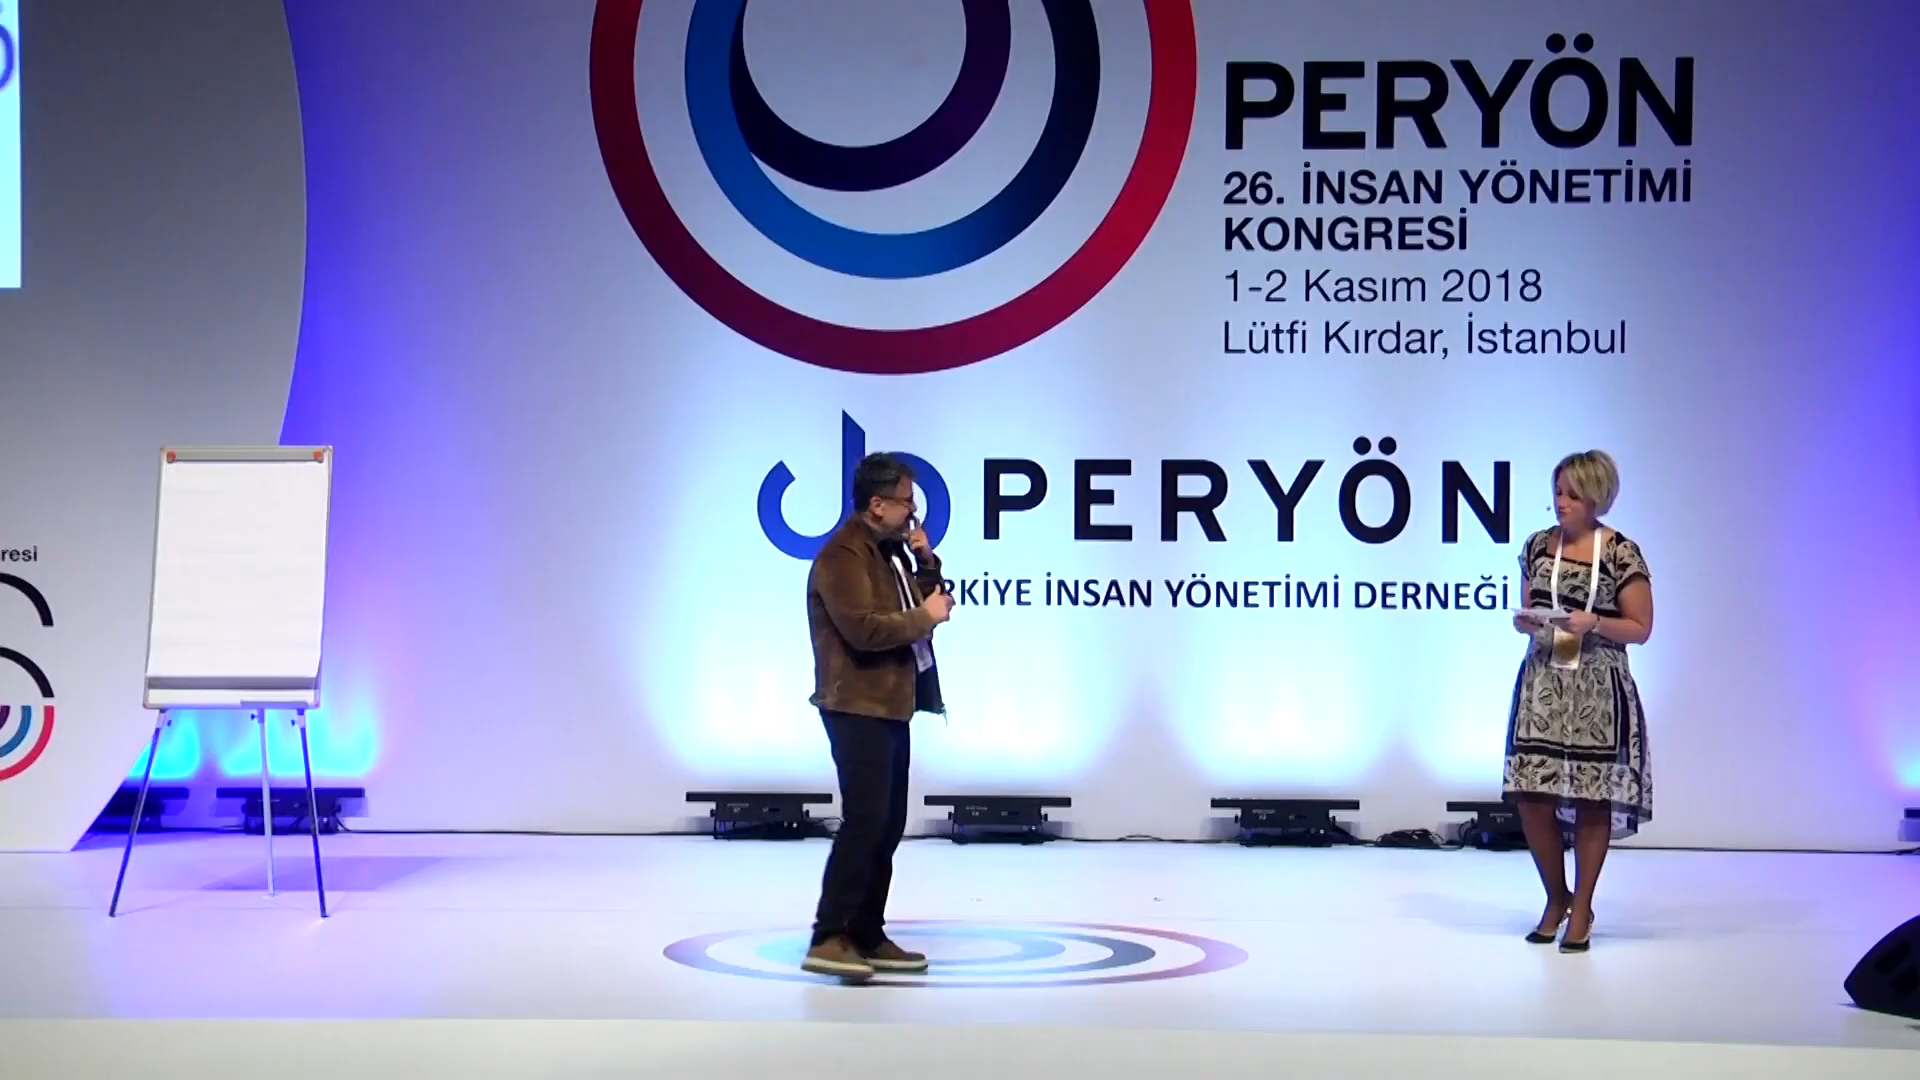 PERYÖN
26. İNSAN YÖNETİMİ
KONGRESİ
1-2 Kasım 2018
Lütfi Kırdar, İstanbul
PERYÖN
RKİYE İNSAN YÖNETİMİ DERNEĞİ
resi